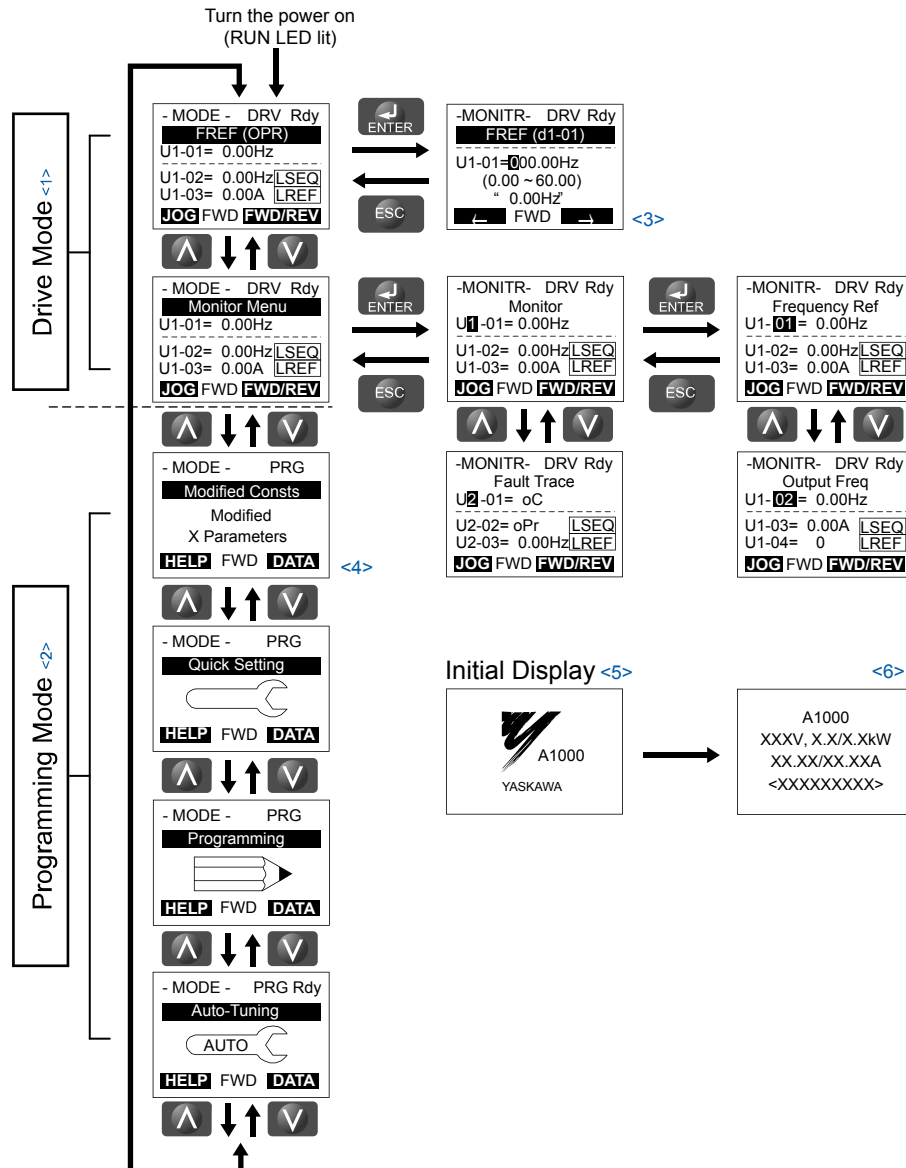 Turn the power on
(RUN LED lit)
Drive Mode <1>
- MODE - DRV Rdy
FREF (OPR)
U1-01= 0.00Hz
U1-02= 0.00Hz LSEQ
U1-03= 0.00A LREF
JOG FWD FWD/REV
ENTER
ESC
-MONITR- DRV Rdy
FREF (d1-01)
U1-01=000.00Hz
(0.00 ~ 60.00)
“ 0.00Hz”
← FWD →
<3>
- MODE - DRV Rdy
Monitor Menu
U1-01= 0.00Hz
U1-02= 0.00Hz LSEQ
U1-03= 0.00A LREF
JOG FWD FWD/REV
ENTER
ESC
-MONITR- DRV Rdy
Monitor
U1 -01= 0.00Hz
U1-02= 0.00Hz LSEQ
U1-03= 0.00A LREF
JOG FWD FWD/REV
ENTER
ESC
-MONITR- DRV Rdy
Frequency Ref
U1- 01 = 0.00Hz
U1-02= 0.00Hz LSEQ
U1-03= 0.00A LREF
JOG FWD FWD/REV
-MONITR- DRV Rdy
Fault Trace
U2 -01= oC
U2-02= oPr LSEQ
U2-03= 0.00Hz LREF
JOG FWD FWD/REV
-MONITR- DRV Rdy
Output Freq
U1- 02 = 0.00Hz
U1-03= 0.00A LSEQ
U1-04= 0 LREF
JOG FWD FWD/REV
Programming Mode <2>
- MODE - PRG
Modified Consts
Modified
X Parameters
HELP FWD DATA
<4>
- MODE - PRG
Quick Setting
HELP FWD DATA
- MODE - PRG
Programming
HELP FWD DATA
- MODE - PRG Rdy
Auto-Tuning
AUTO
HELP FWD DATA
Initial Display <5>
A1000
YASKAWA
<6>
A1000
XXXV, X.X/X.XkW
XX.XX/XX.XXA
<XXXXXXXXX>